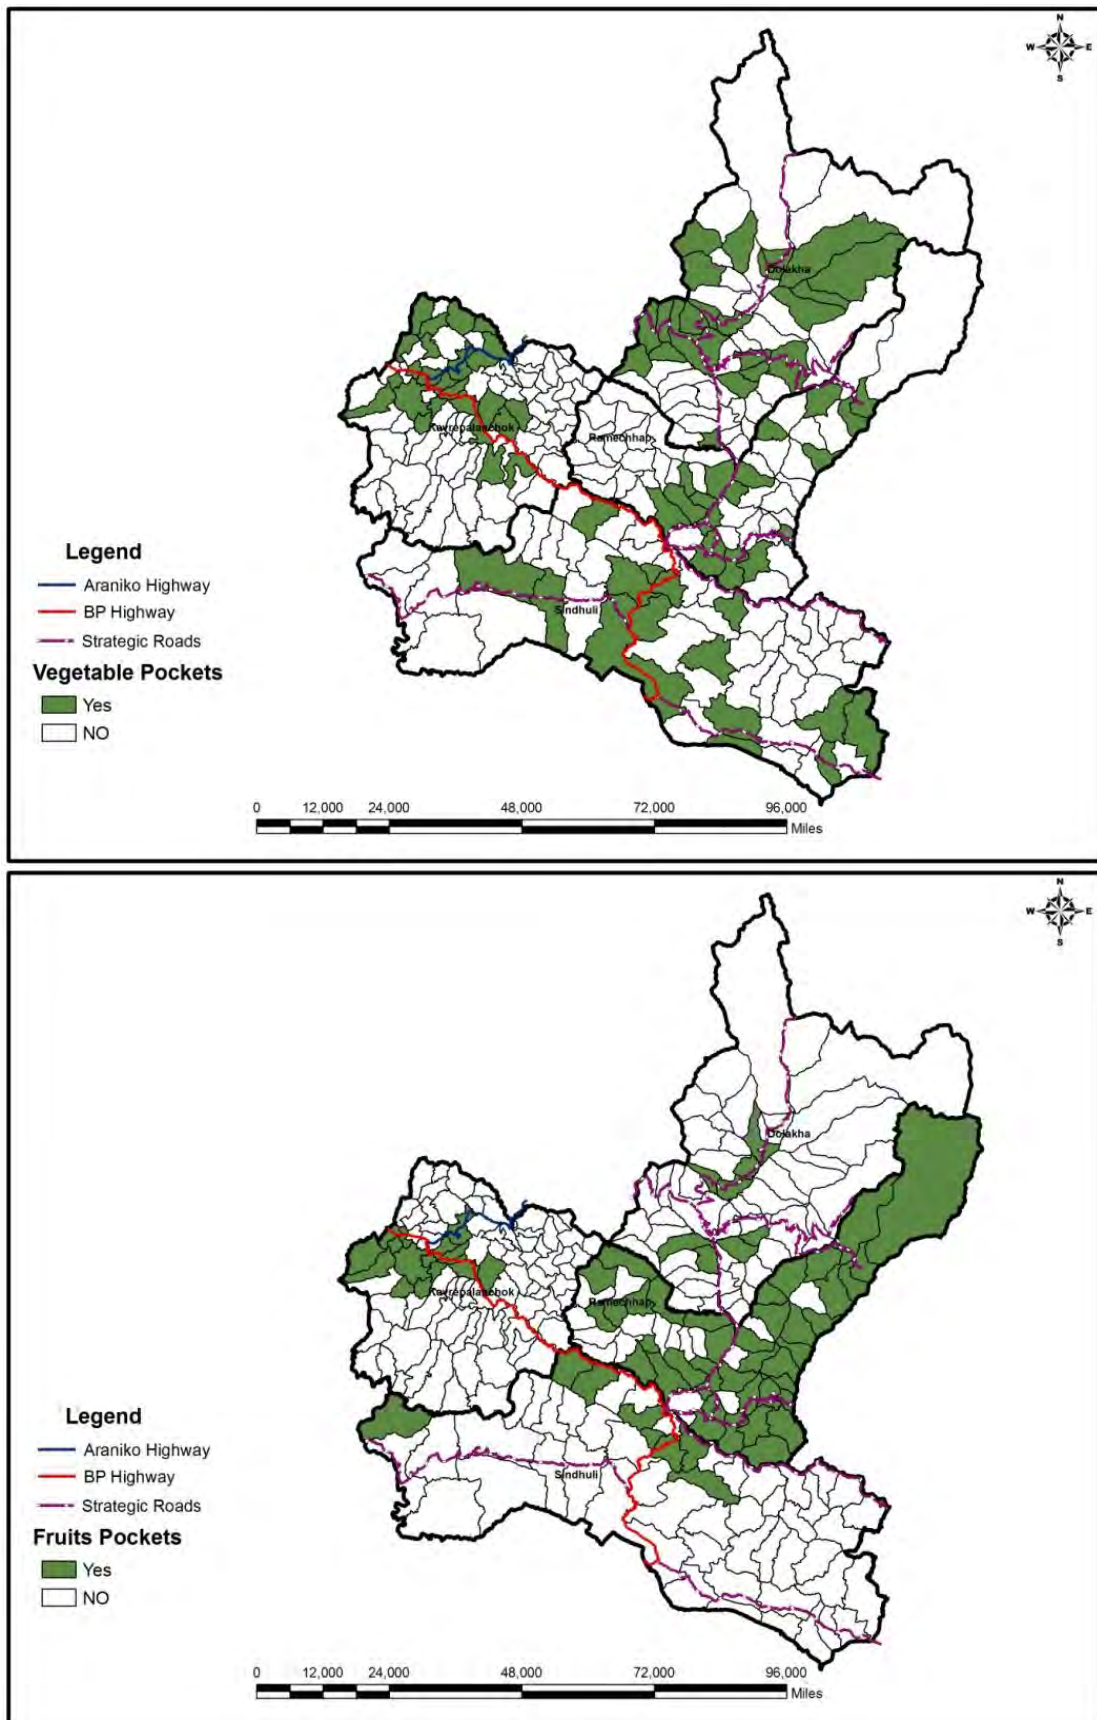 N
W E
S
Dolakha
Kavrepalanchok
Ramechhap
Sindhuli
Legend
Araniko Highway
BP Highway
Strategic Roads
Vegetable Pockets
Yes
NO
0 12,000 24,000 48,000 72,000 96,000
Miles
N
W E
S
Dolakha
Kavrepalanchok
Ramechhap
Sindhuli
Legend
Araniko Highway
BP Highway
Strategic Roads
Fruits Pockets
Yes
NO
0 12,000 24,000 48,000 72,000 96,000
Miles